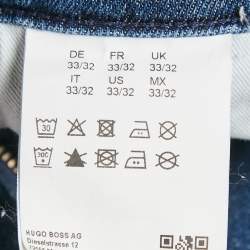 DE FR UK
33/32 33/32 33/32
IT US MX
33/32 33/32 33/32
30
30C
HUGO BOSS AG
Dieselstrasse 12